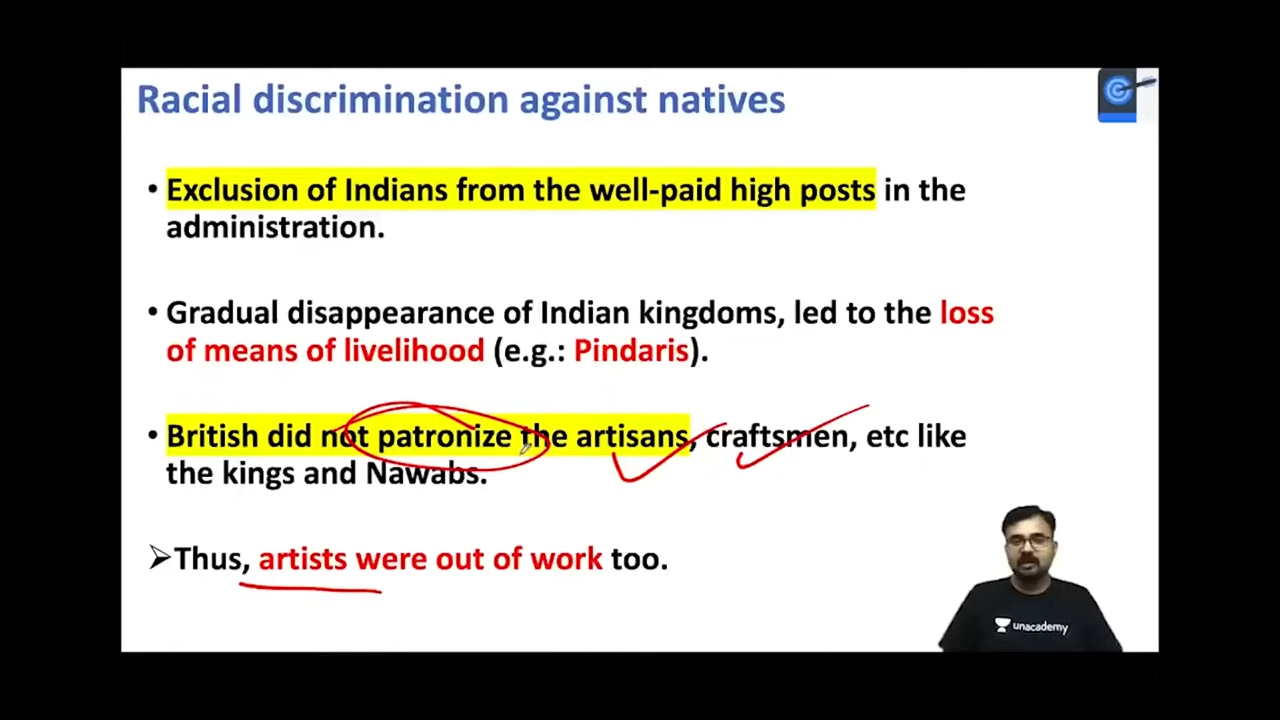 Racial discrimination against natives
• Exclusion of Indians from the well-paid high posts in the
administration.
• Gradual disappearance of Indian kingdoms, led to the loss
of means of livelihood (e.g.: Pindaris).
• British did not patronize the artisans, craftsmen, etc like
the kings and Nawabs.
➢Thus, artists were out of work too.
unacademy